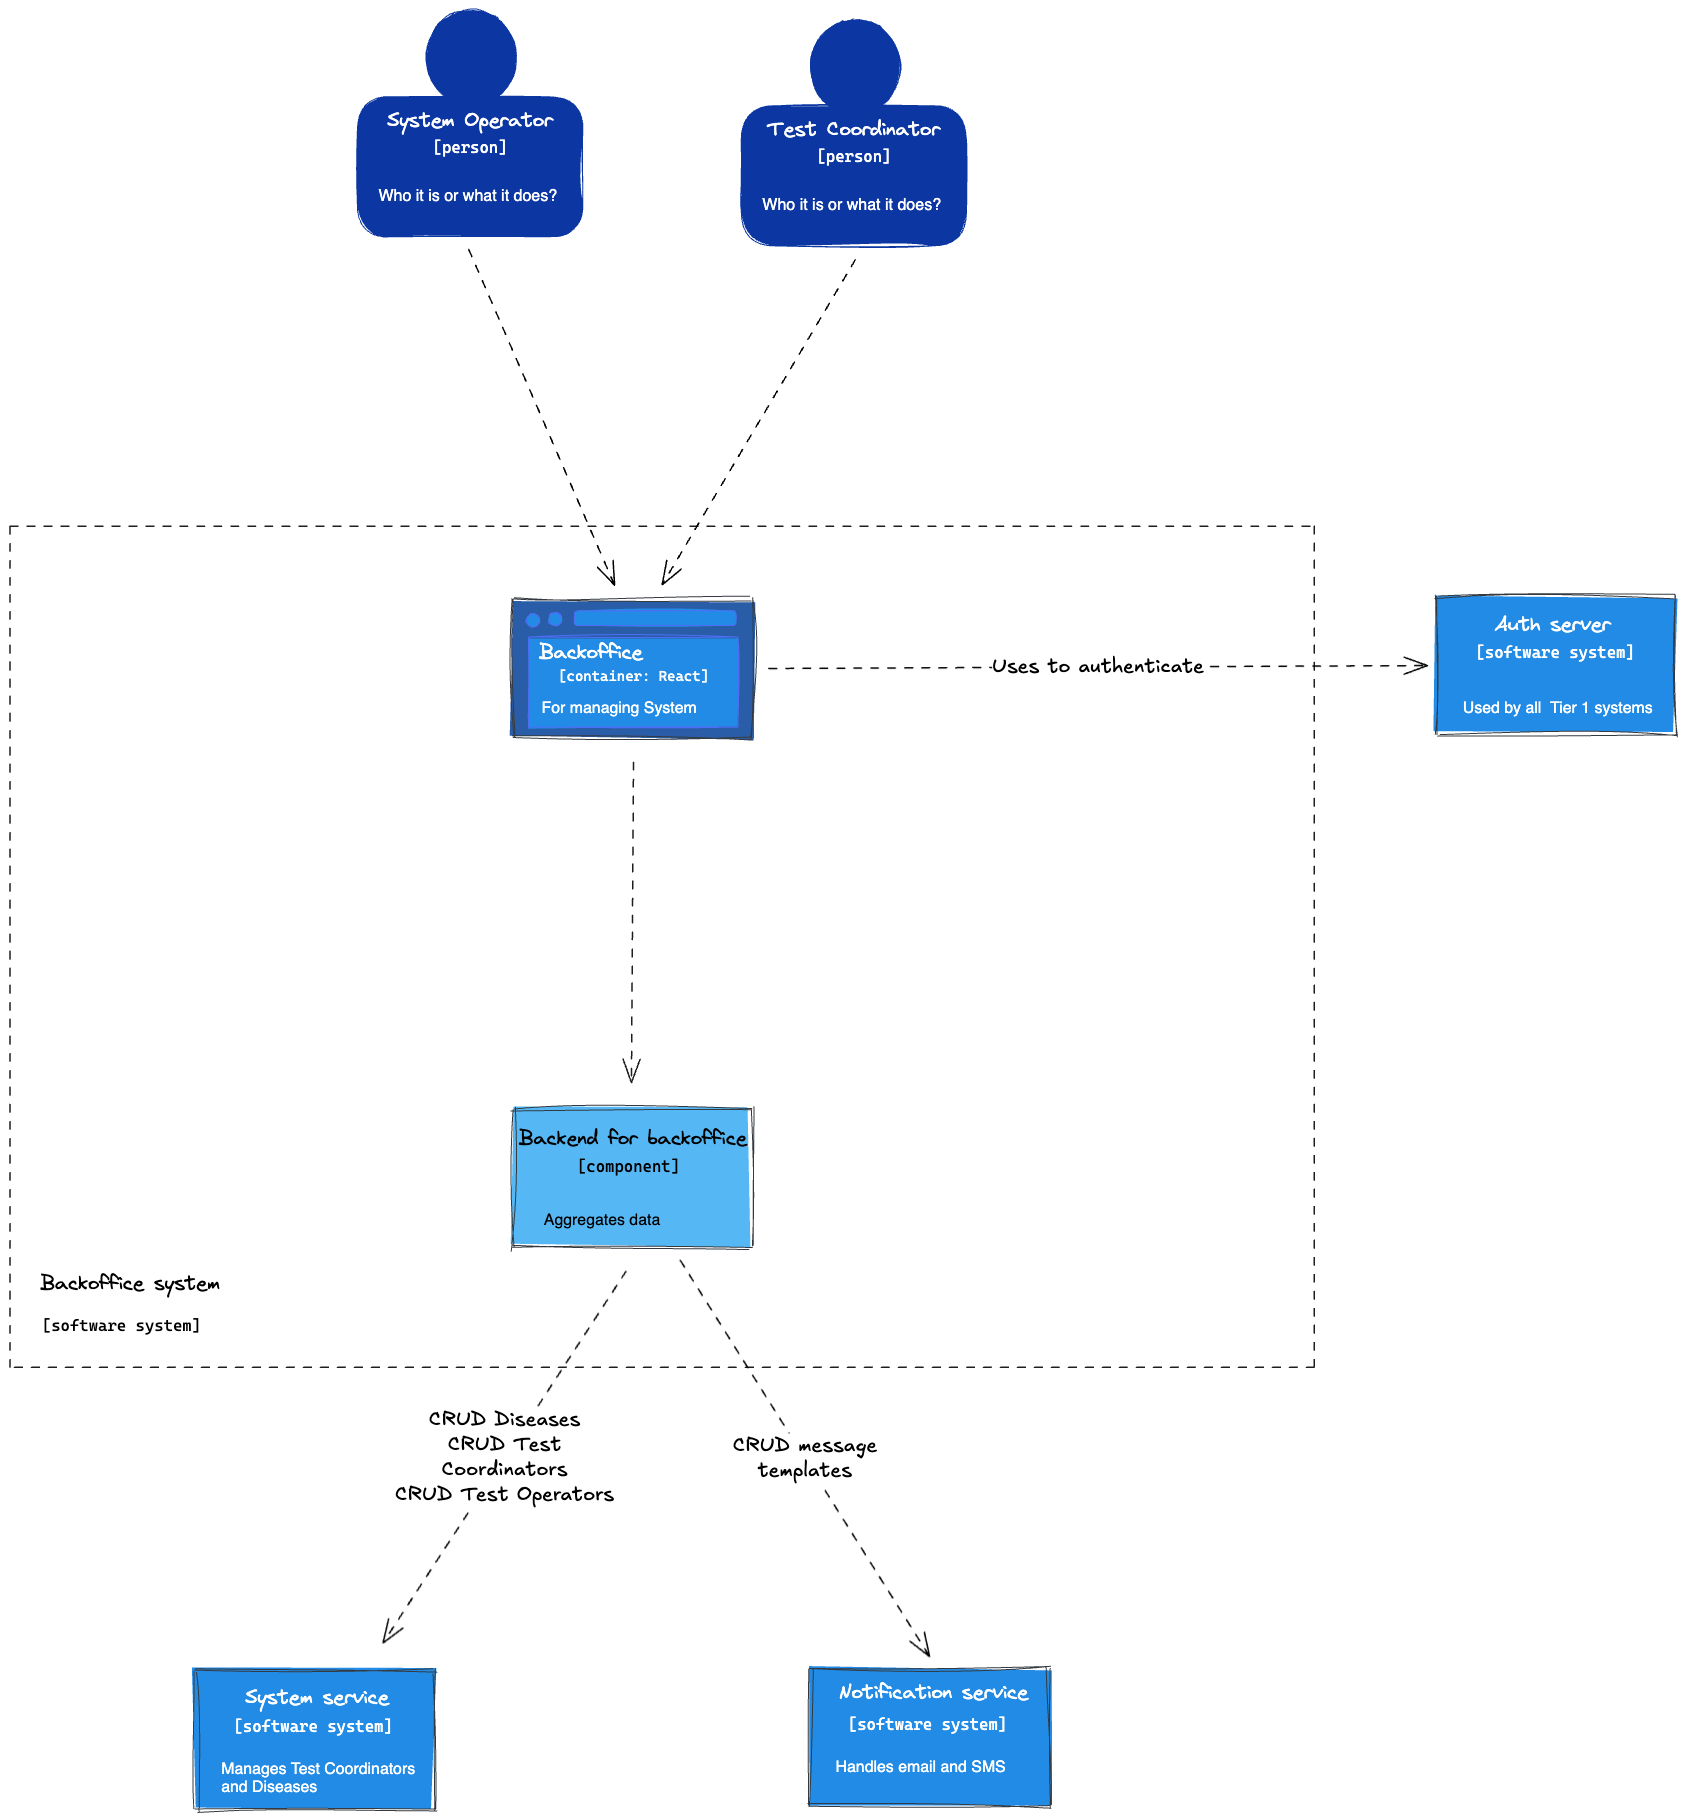 System Operator
[person]
Who it is or what it does?
Test Coordinator
[person]
Who it is or what it does?
Backoffice
[container: React]
For managing System
Uses to authenticate
Auth server
[software system]
Used by all  Tier 1 systems
Backend for backoffice
[component]
Aggregates data
Backoffice system
[software system]
CRUD Diseases
CRUD Test
Coordinators
CRUD Test Operators
CRUD message
templates
System service
[software system]
Manages Test Coordinators
and Diseases
Notification service
[software system]
Handles email and SMS